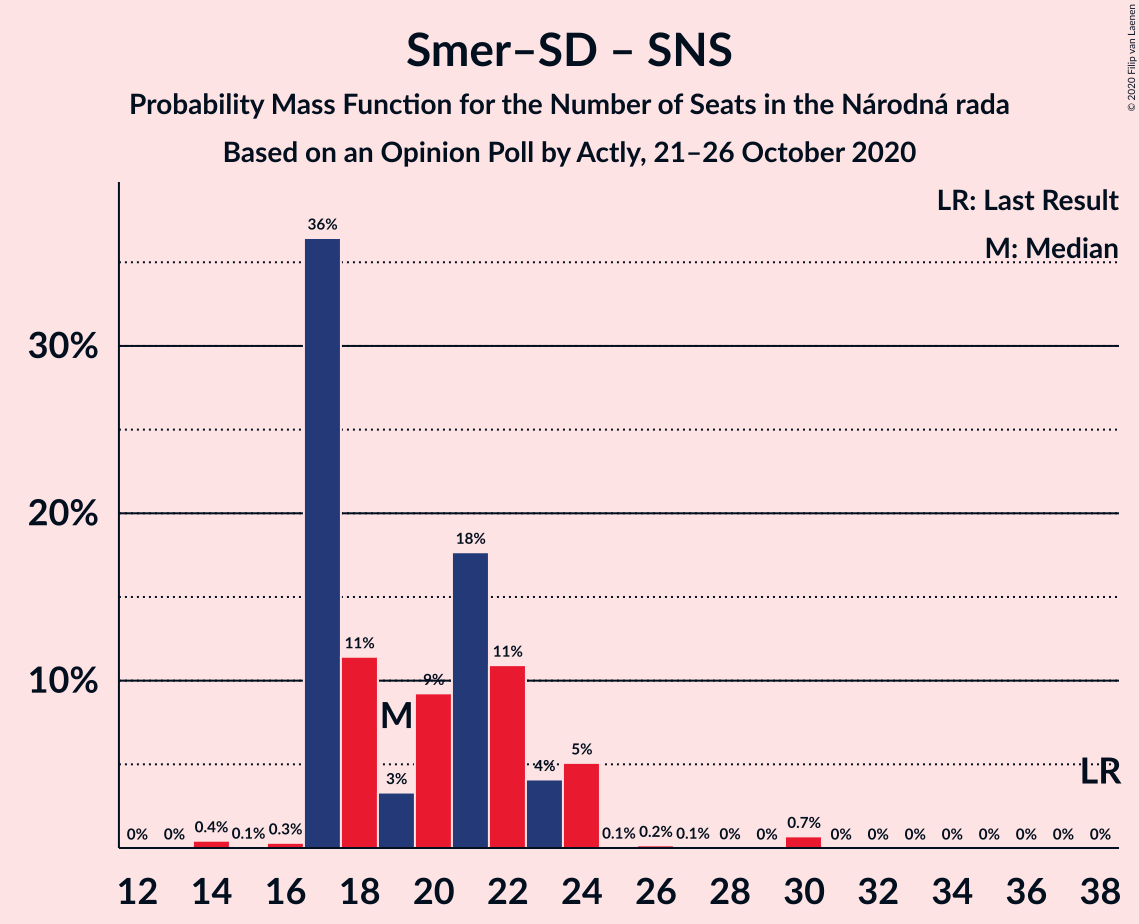 Smer–SD – SNS
Probability Mass Function for the Number of Seats in the Národná rada
Based on an Opinion Poll by Actly, 21–26 October 2020
© 2020 Filip van Laenen
LR: Last Result
M: Median
36%
30%
20%
18%
11%
11%
10%
9%
M
5%
4%
3%
LR
0% 0% 0.4% 0.1% 0.3% 0.1% 0.2% 0.1% 0% 0% 0.7% 0% 0% 0% 0% 0% 0% 0% 0%
12 14 16 18 20 22 24 26 28 30 32 34 36 38